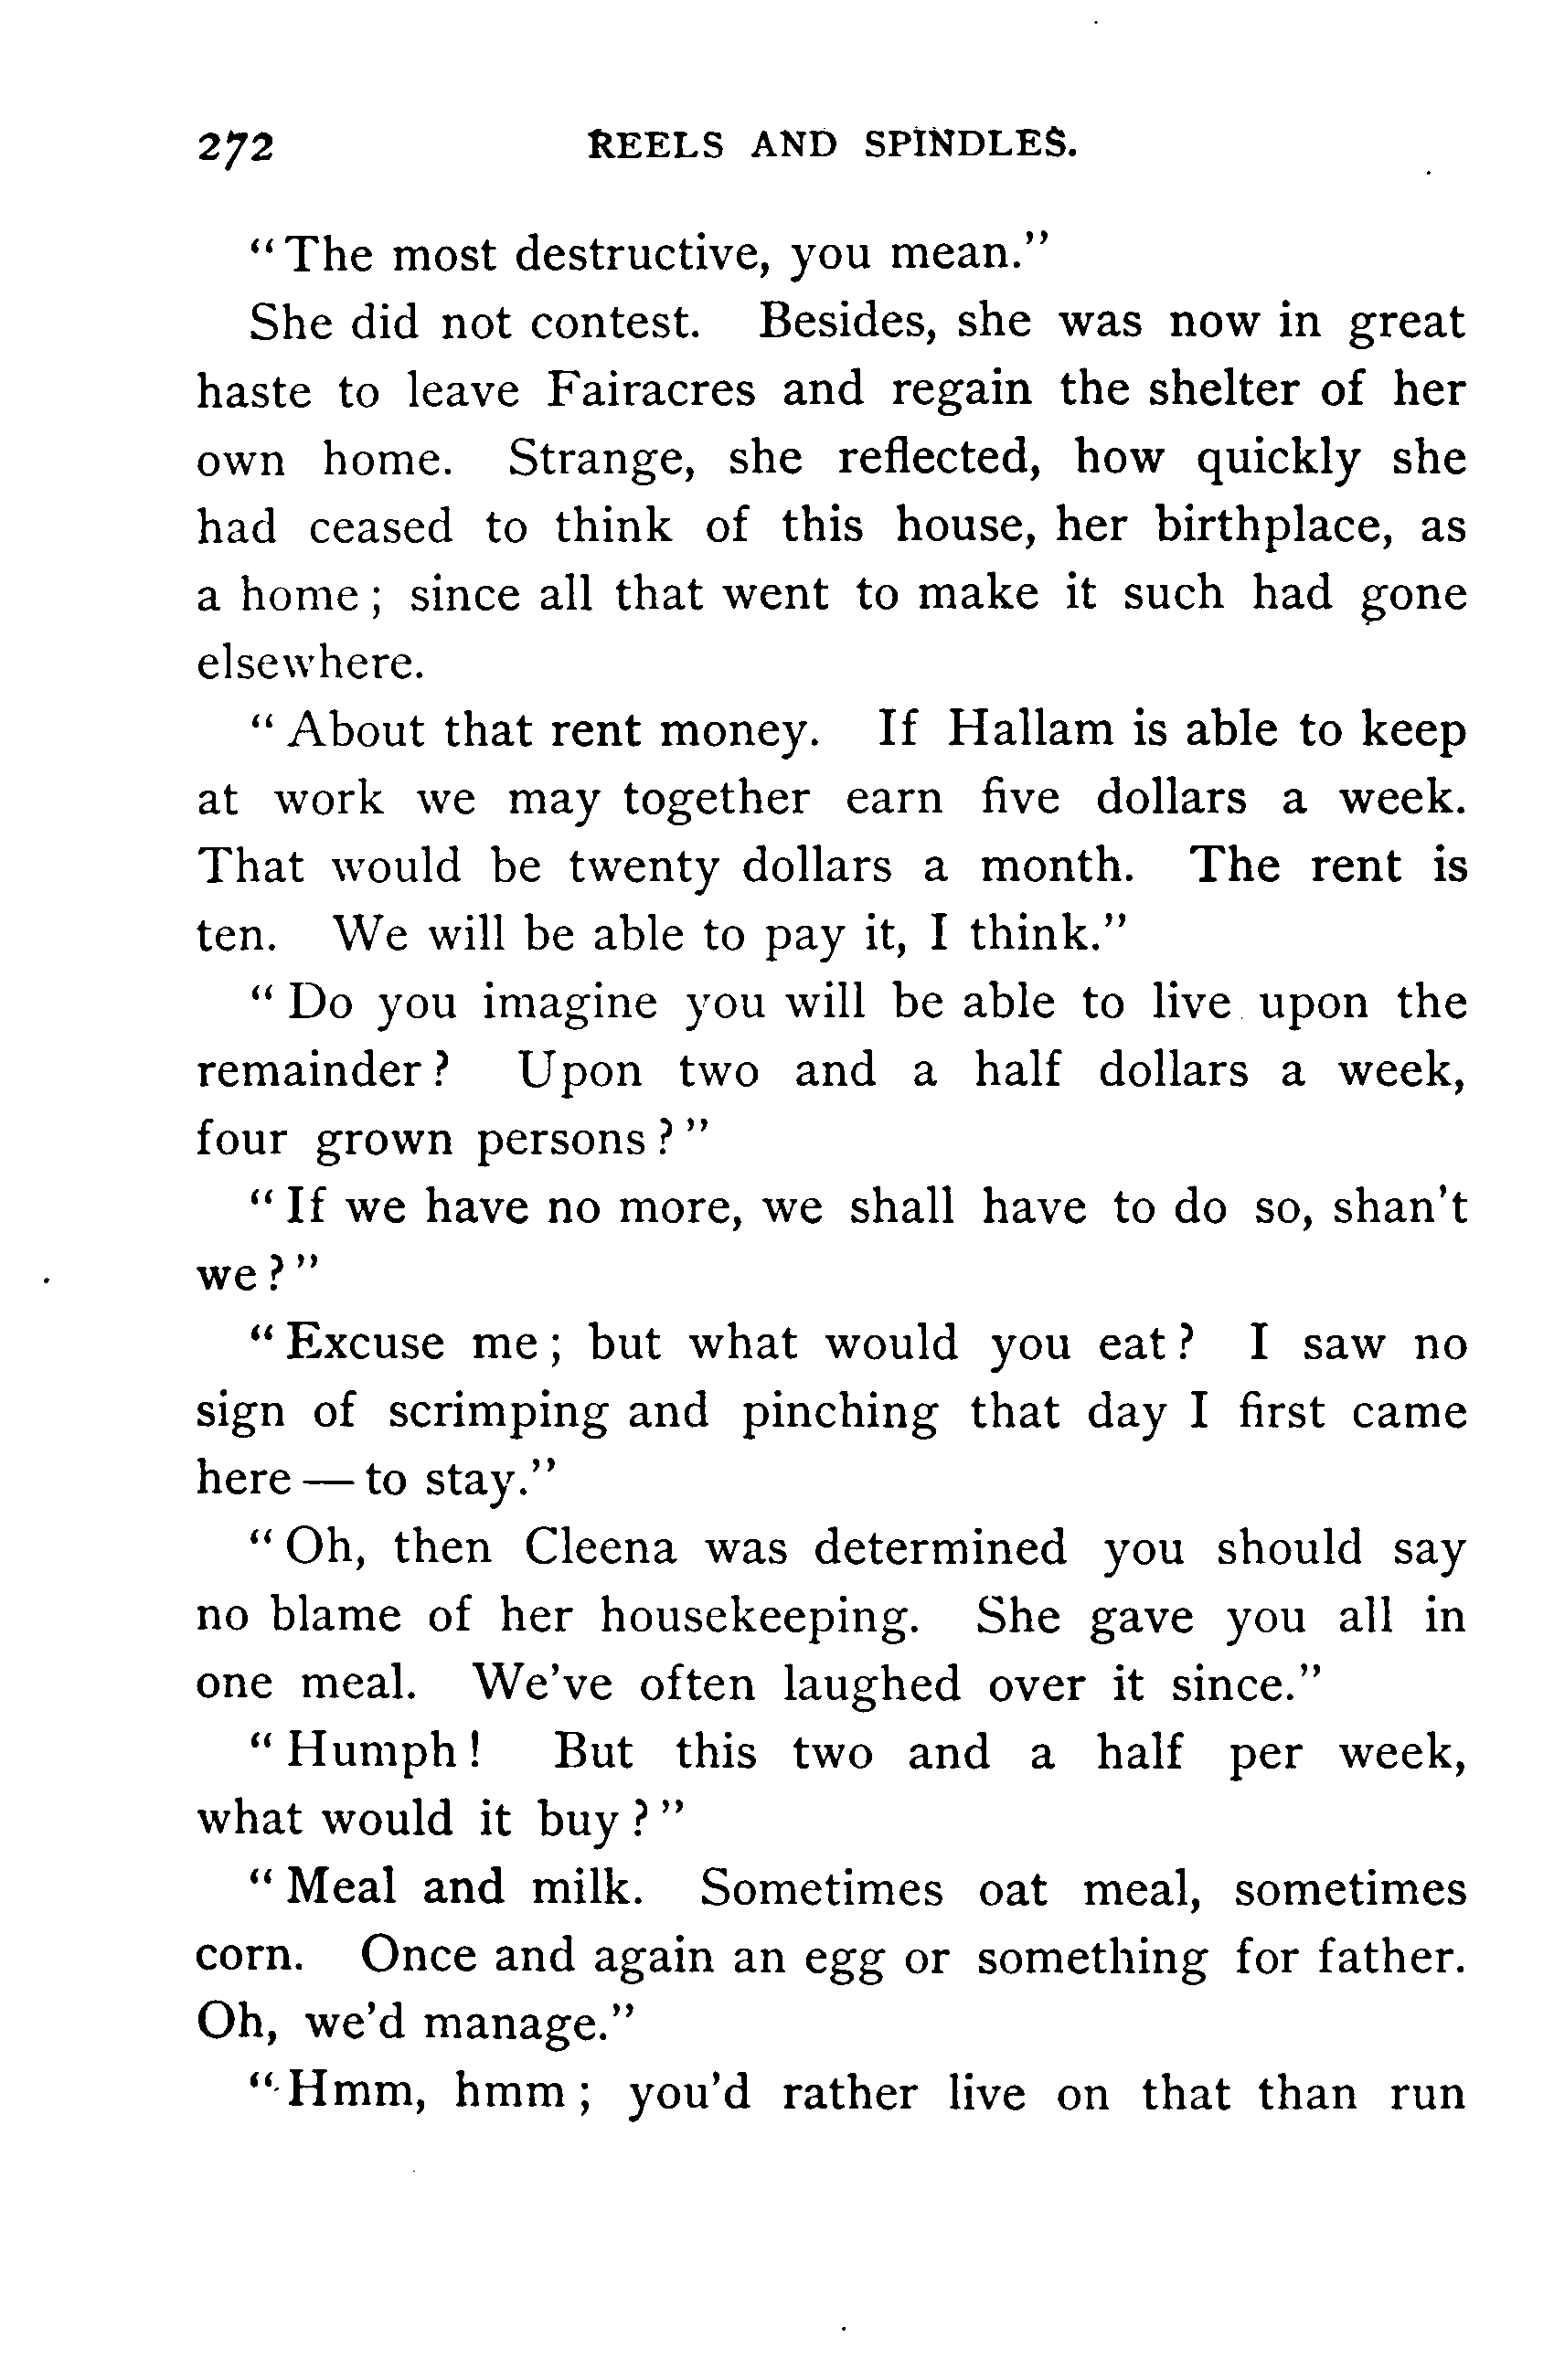 272 REELS AND SPINDLES.
"The most destructive, you mean."
She did not contest. Besides, she was now in great
haste to leave Fairacres and regain the shelter of her
own home. Strange, she reflected, how quickly she
had ceased to think of this house, her birthplace, as
a home; since all that went to make it such had gone
elsewhere.
"About that rent money. If Hallam is able to keep
at work we may together earn five dollars a week.
That would be twenty dollars a month. The rent is
ten. We will be able to pay it, I think."
"Do you imagine you will be able to live upon the
remainder? Upon two and a half dollars a week,
four grown persons?"
"If we have no more, we shall have to do so, shan't
we?"
"Excuse me; but what would you eat? I saw no
sign of scrimping and pinching that day I first came
here — to stay."
"Oh, then Cleena was determined you should say
no blame of her housekeeping. She gave you all in
one meal. We've often laughed over it since."
"Humph! But this two and a half per week,
what would it buy?"
"Meal and milk. Sometimes oat meal, sometimes
corn. Once and again an egg or something for father.
Oh, we'd manage."
"Hmm, hmm; you'd rather live on that than run